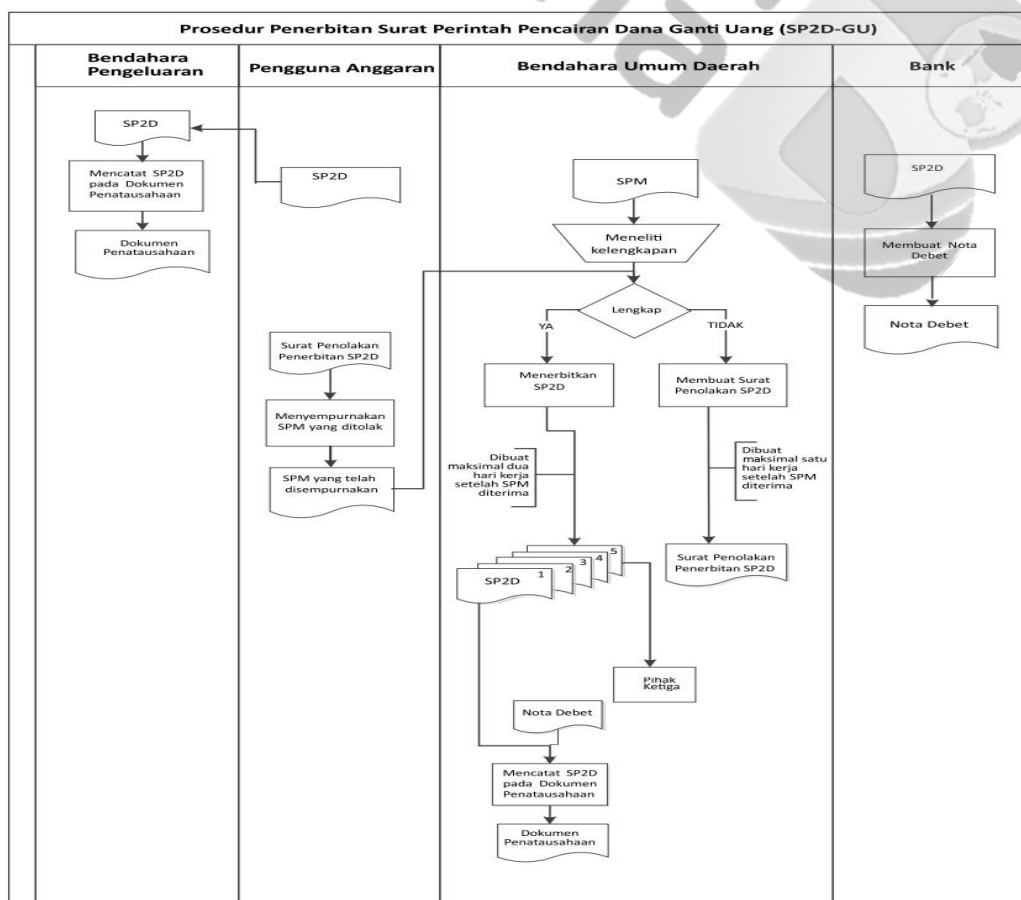 Prosedur Penerbitan Surat Perintah Pencairan Dana Ganti Uang (SP2D-GU)
Bendahara
Pengeluaran
Pengguna Anggaran
Bendahara Umum Daerah
Bank
SP2D
Mencatat SP2D
pada Dokumen
Penatausahaan
Dokumen
Penatausahaan
SP2D
Surat Penolakan
Penerbitan SP2D
Menyempurnakan
SPM yang ditolak
SPM yang telah
disempurnakan
SPM
Meneliti
kelengkapan
Lengkap
YA
TIDAK
Menerbitkan
SP2D
Membuat Surat
Penolakan SP2D
Dibuat
maksimal dua
hari kerja
setelah SPM
diterima
Dibuat
maksimal satu
hari kerja
setelah SPM
diterima
SP2D 1
2
3
4
5
Surat Penolakan
Penerbitan SP2D
Pihak
Ketiga
Nota Debet
Mencatat SP2D
pada Dokumen
Penatausahaan
Dokumen
Penatausahaan
SP2D
Membuat Nota
Debet
Nota Debet